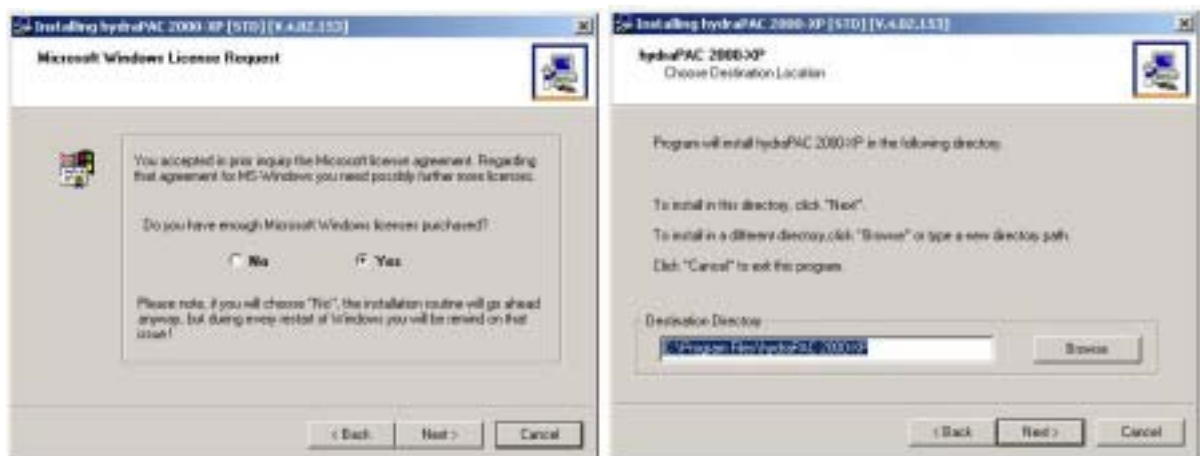 Installing hydraPAC 2000-XP [STD] [V.4.02.153]
Microsoft Windows License Request
You accepted in prior inquiry the Microsoft license agreement. Regarding
that agreement for MS-Windows you need possibly further more licenses.
Do you have enough Microsoft Windows licenses purchased?
No
Yes
Please note, if you will choose "No", the installation routine will go ahead
anyway, but during every restart of Windows you will be remind on that
issue!
< Back
Next >
Cancel
Installing hydraPAC 2000-XP [STD] [V.4.02.153]
hydraPAC 2000-XP
Choose Destination Location
Program will install hydraPAC 2000-XP in the following directory.
To install in this directory, click "Next".
To install in a different directory,click "Browse" or type a new directory path.
Click "Cancel" to exit this program.
Destination Directory
C:\Program Files\hydraPAC 2000-XP
Browse
< Back
Next >
Cancel